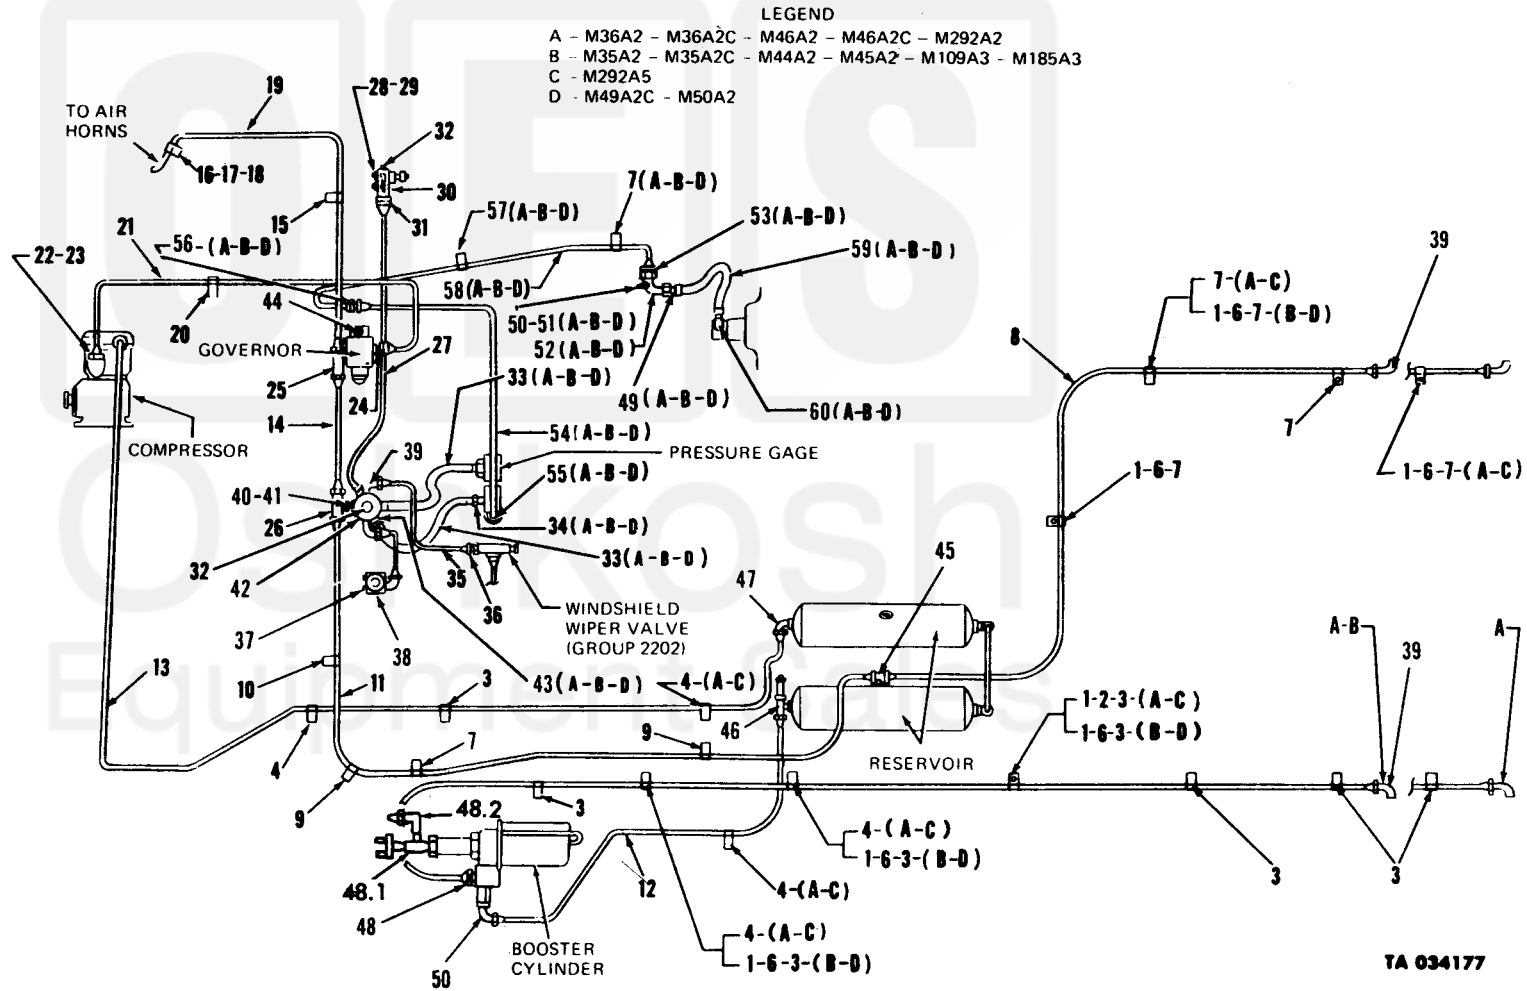 LEGEND
A - M36A2 - M36A2C - M46A2 - M46A2C - M292A2
B - M35A2 - M35A2C - M44A2 - M45A2 - M109A3 - M185A3
C - M292A5
D - M49A2C - M50A2
19
28-29
TO AIR
HORNS
32
16-17-18
30
7(A-B-D)
15
31
57(A-B-D)
53(A-B-D)
21
56-(A-B-D)
39
22-23
59(A-B-D)
7-(A-C)
58(A-B-D)
44
1-6-7-(B-D)
20
50-51(A-B-D)
8
GOVERNOR
27
52(A-B-D)
25
33(A-B-D)
49(A-B-D)
24
60(A-B-D)
14
7
54(A-B-D)
COMPRESSOR
39
PRESSURE GAGE
1-6-7
1-6-7-(A-C)
55(A-B-D)
40-41
26
34(A-B-D)
33(A-B-D)
45
32
42
35
47
36
WINDSHIELD
WIPER VALVE
(GROUP 2202)
37
38
A-B
A
39
13
10
11
43(A-B-D)
3
4-(A-C)
1-2-3-(A-C)
46
1-6-3-(B-D)
7
9
RESERVOIR
4
9
48.2
3
4-(A-C)
1-6-3-(B-D)
48.1
12
4-(A-C)
3
3
48
4-(A-C)
BOOSTER
CYLINDER
1-6-3-(B-D)
50
TA 034177
OES
Oshkosh
Equipment Sales